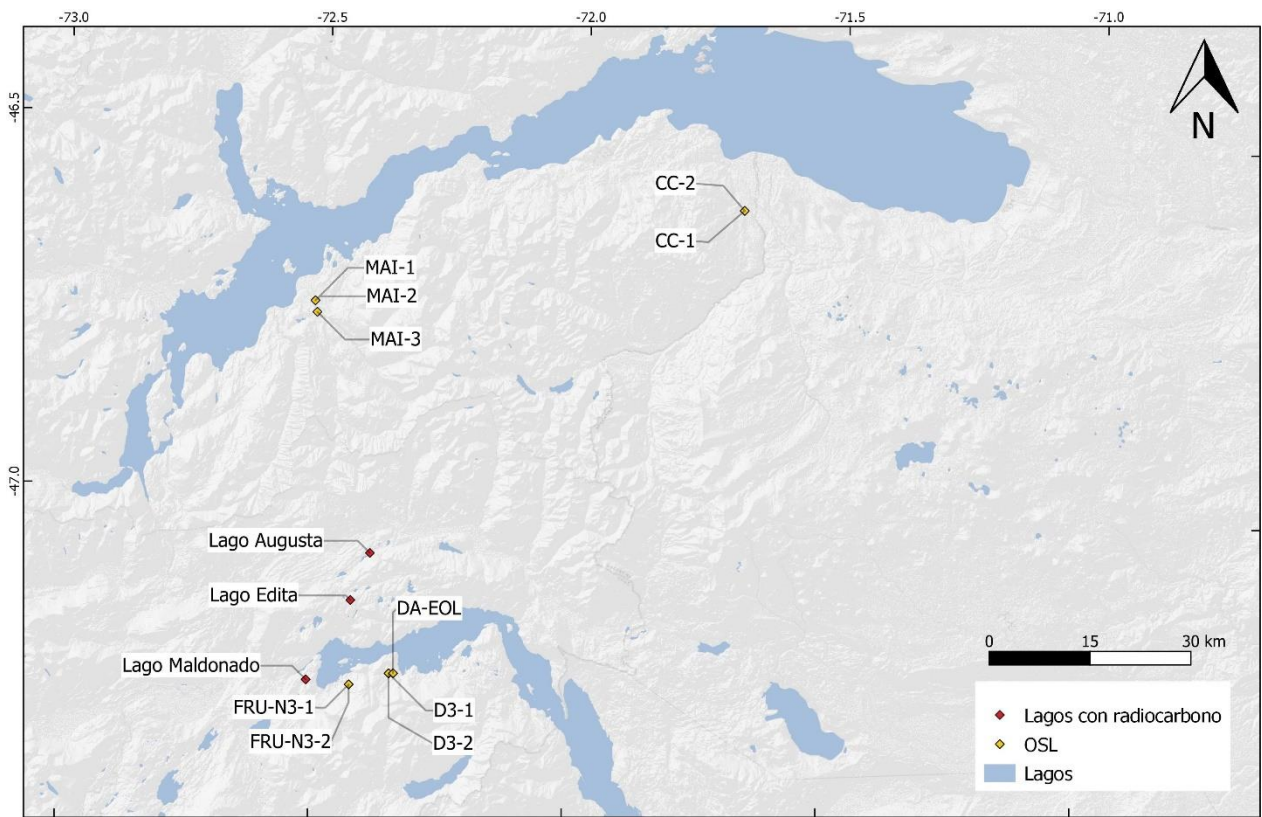 -73.0
-72.5
-72.0
-71.5
-71.0
-46.5
N
CC-2
CC-1
MAI-1
MAI-2
MAI-3
-47.0
Lago Augusta
Lago Edita
DA-EOL
Lago Maldonado
FRU-N3-1
FRU-N3-2
D3-1
D3-2
0 15 30 km
Lagos con radiocarbono
OSL
Lagos